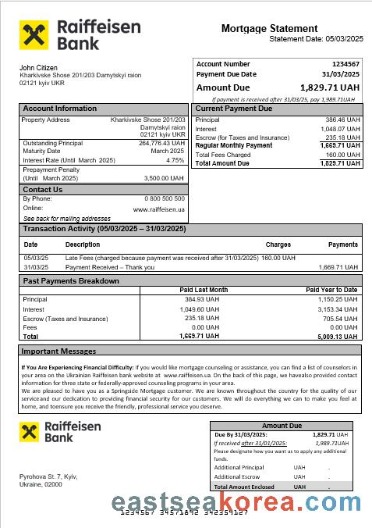 Raiffeisen
Bank
Mortgage Statement
Statement Date: 05/03/2025
John Citizen
Kharkivske Shose 201/203 Darnytskyi raion
02121 kyiv UKR
Account Number 1234567
Payment Due Date 31/03/2025
Amount Due 1,829.71 UAH
If payment is received after 31/03/25, pay 1,989.71UAH
Account Information
Property Address Kharkivske Shose 201/203
Darnytskyi raion
02121 kyiv UKR
Outstanding Principal 264,776.43 UAH
Maturity Date March 2025
Interest Rate (Until March 2025) 4.75%
Prepayment Penalty
(Until March 2025) 3,500.00 UAH
Contact Us
By Phone: 0 800 500 500
Online: www.raiffeisen.ua
See back for mailing addresses
Current Payment Due
Principal 386.46 UAH
Interest 1,048.07 UAH
Escrow (for Taxes and Insurance) 235.18 UAH
Regular Monthly Payment 1,669.71 UAH
Total Fees Charged 160.00 UAH
Total Amount Due 1,829.71 UAH
Transaction Activity (05/03/2025 – 31/03/2025)
Date Description Charges Payments
05/03/25 Late Fees (charged because payment was received after 31/03/2025) 160.00 UAH
31/03/25 Payment Received – Thank you 1,669.71 UAH
Past Payments Breakdown
Paid Last Month Paid Year to Date
Principal 384.93 UAH 1,150.25 UAH
Interest 1,049.60 UAH 3,153.34 UAH
Escrow (Taxes and Insurance) 235.18 UAH 705.54 UAH
Fees 0.00 UAH 0.00 UAH
Total 1,669.71 UAH 5,009.13 UAH
Important Messages
If You Are Experiencing Financial Difficulty: if you would like mortgage counseling or assistance, you can find a list of counselors in
your area on the Ukrainian Raiffeisen bank website at www.raiffeisen.ua. On the back of this page, we have also provided contact
information for three state or federally-approved counseling programs in your area.
We are pleased to have you as a Springside Mortgage customer. We are known throughout the country for the quality of our
service and our dedication to providing financial security for our customers. We will do everything we can to make you feel at
home, and to ensure you receive the friendly, professional service you deserve.
Raiffeisen
Bank
Pyrohova St. 7, Kyiv,
Ukraine, 02000
Amount Due
Due By 31/03/2025: 1,829.71 UAH
If received after 31/03/2025: 1,989.71 UAH
Please designate how you want us to apply any additional
funds.
Additional Principal UAH
Additional Escrow UAH
Total Amount Enclosed UAH
eastseakorea.com